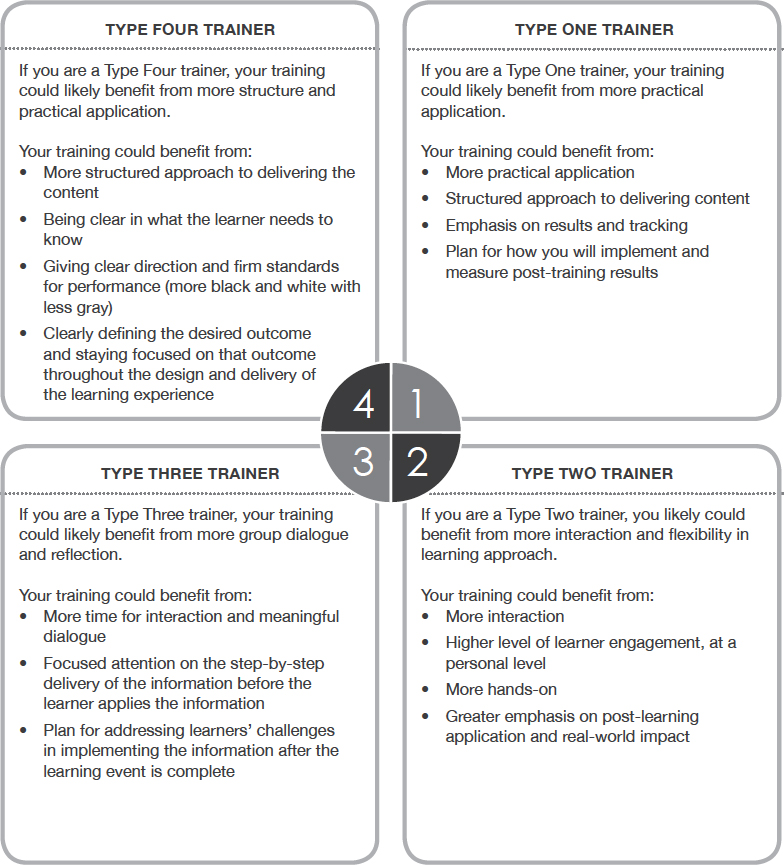 TYPE FOUR TRAINER
If you are a Type Four trainer, your training
could likely benefit from more structure and
practical application.
Your training could benefit from:
• More structured approach to delivering the
content
• Being clear in what the learner needs to
know
• Giving clear direction and firm standards
for performance (more black and white with
less gray)
• Clearly defining the desired outcome
and staying focused on that outcome
throughout the design and delivery of
the learning experience
TYPE ONE TRAINER
If you are a Type One trainer, your training
could likely benefit from more practical
application.
Your training could benefit from:
• More practical application
• Structured approach to delivering content
• Emphasis on results and tracking
• Plan for how you will implement and
measure post-training results
4 1
3 2
TYPE THREE TRAINER
If you are a Type Three trainer, your training
could likely benefit from more group dialogue
and reflection.
Your training could benefit from:
• More time for interaction and meaningful
dialogue
• Focused attention on the step-by-step
delivery of the information before the
learner applies the information
• Plan for addressing learners’ challenges
in implementing the information after the
learning event is complete
TYPE TWO TRAINER
If you are a Type Two trainer, you likely could
benefit from more interaction and flexibility in
learning approach.
Your training could benefit from:
• More interaction
• Higher level of learner engagement, at a
personal level
• More hands-on
• Greater emphasis on post-learning
application and real-world impact